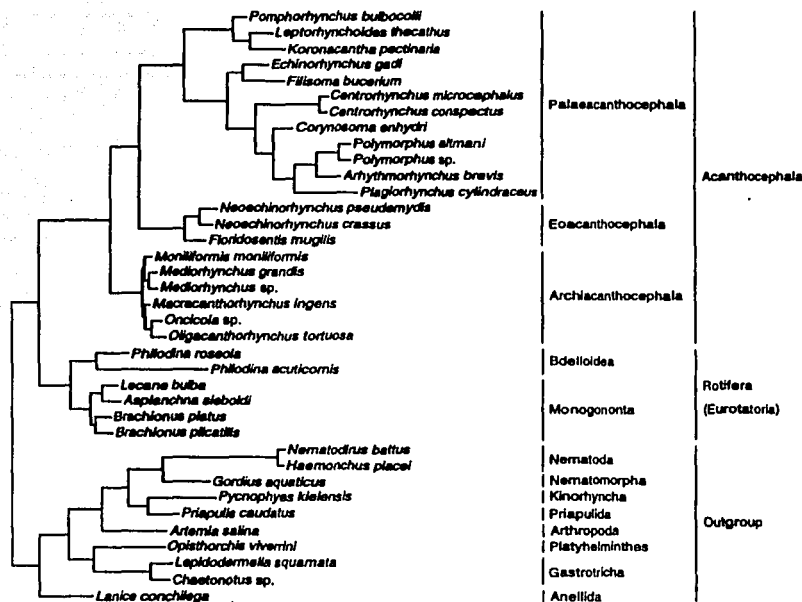 Pomphorhynchus bulbocolli
Leptorhynchoides thecathus
Koronacantha pectinaria
Echinorhynchus gadi
Filisoma bucerium
Centrorhynchus microcephalus
Centrorhynchus conspectus
Corynosoma enhydri
Polymorphus altmani
Polymorphus sp.
Arhythmorhynchus brevis
Plagiorhynchus cylindraceus
Palaeacanthocephala
Neoechinorhynchus pseudemydis
Neoechinorhynchus crassus
Floridosentis mugilis
Eoacanthocephala
Moniliformis moniliformis
Mediorhynchus grandis
Mediorhynchus sp.
Macracanthorhynchus ingens
Oncicola sp.
Oligacanthorhynchus tortuosa
Archiacanthocephala
Acanthocephala
Philodina roseola
Philodina acuticornis
Bdelloidea
Lecane bulba
Asplanchna sieboldi
Brachionus platus
Brachionus plicatilis
Monogononta
Rotifera
(Eurotatoria)
Nematodirus battus
Haemonchus placei
Nematoda
Gordius aquaticus
Nematomorpha
Pycnophyes kielensis
Kinorhyncha
Priapulis caudatus
Priapulida
Artemia salina
Arthropoda
Opisthorchis viverrini
Platyhelminthes
Lepidodermella squamata
Chaetonotus sp.
Gastrotricha
Lanice conchilega
Anellida
Outgroup